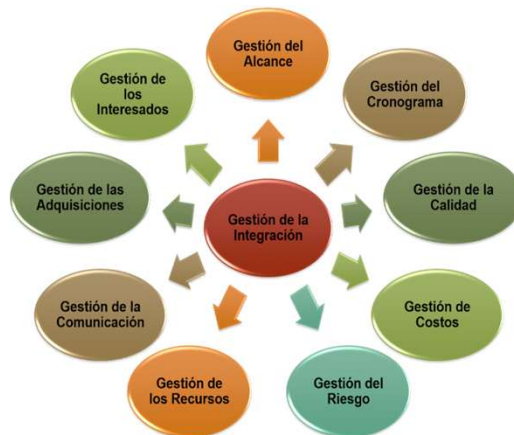 Gestión del
Alcance
Gestión del
Cronograma
Gestión de la
Calidad
Gestión de
Costos
Gestión del
Riesgo
Gestión de
los Recursos
Gestión de la
Comunicación
Gestión de las
Adquisiciones
Gestión de
los
Interesados
Gestión de la
Integración